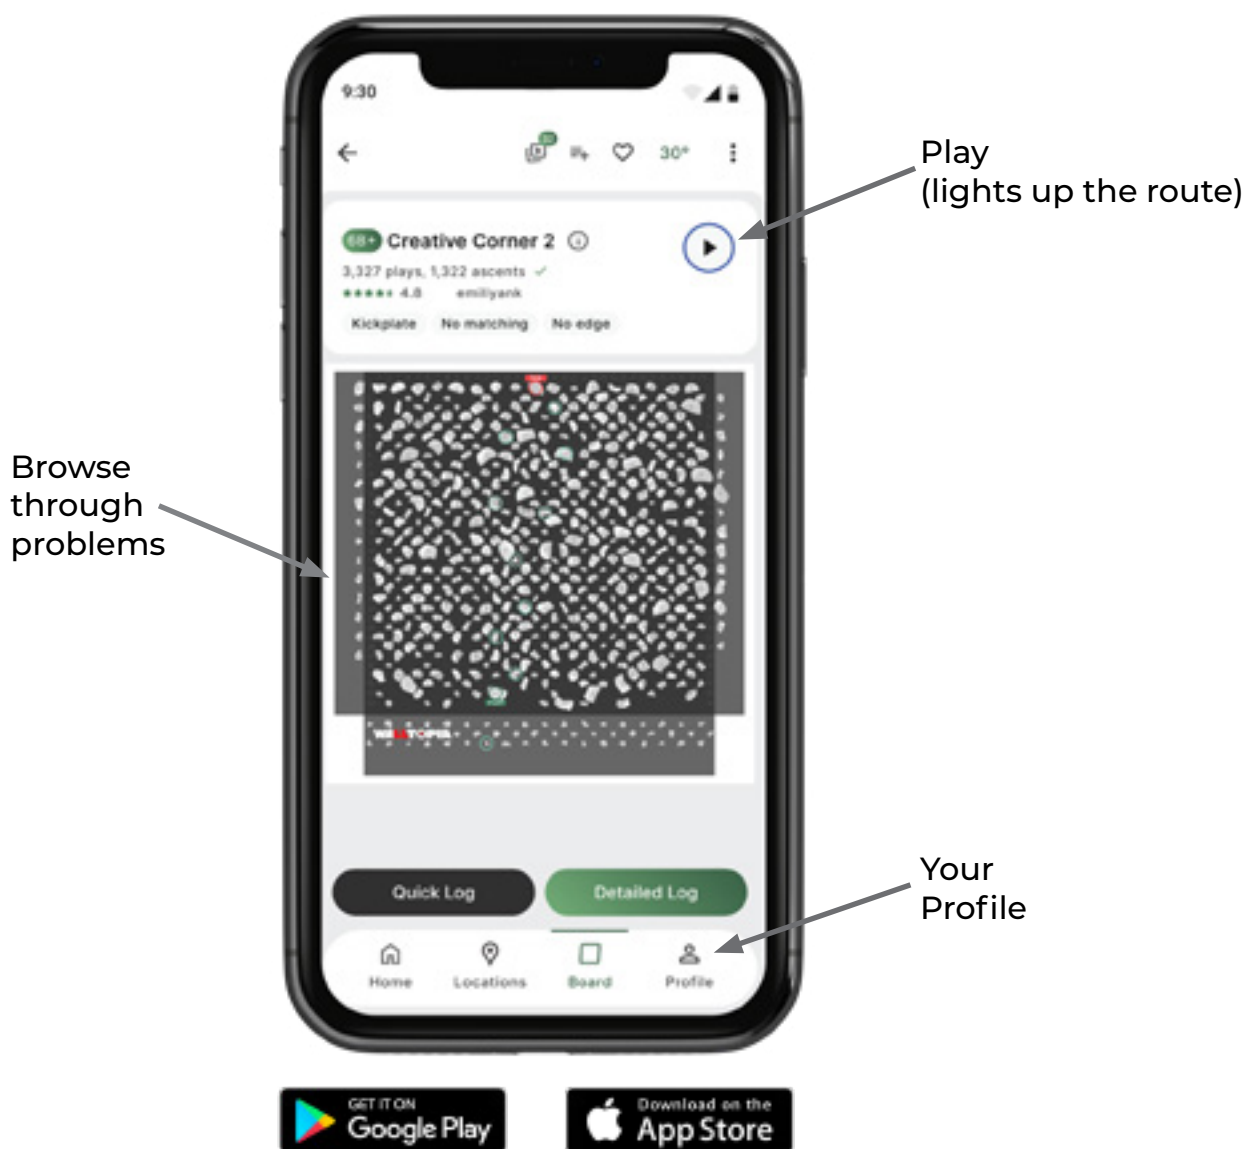 9:30
30°
Play
(lights up the route)
6B+ Creative Corner 2
3,327 plays, 1,322 ascents
4.8 emiliyank
Kickplate No matching No edge
Browse
through
problems
WALLTOPIA
Quick Log Detailed Log
Your
Profile
Home Locations Board Profile
GET IT ON
Google Play
Download on the
App Store